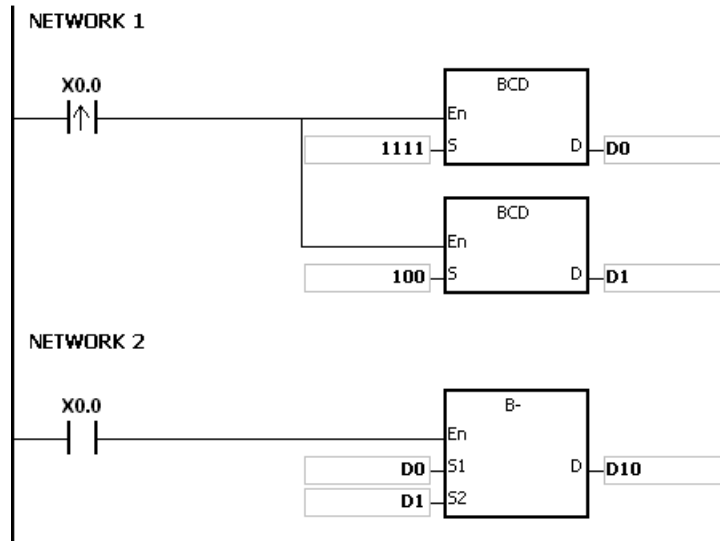 NETWORK 1
X0.0
BCD
En
1111 S D D0
BCD
En
100 S D D1
NETWORK 2
X0.0
B-
En
D0 S1 D D10
D1 S2